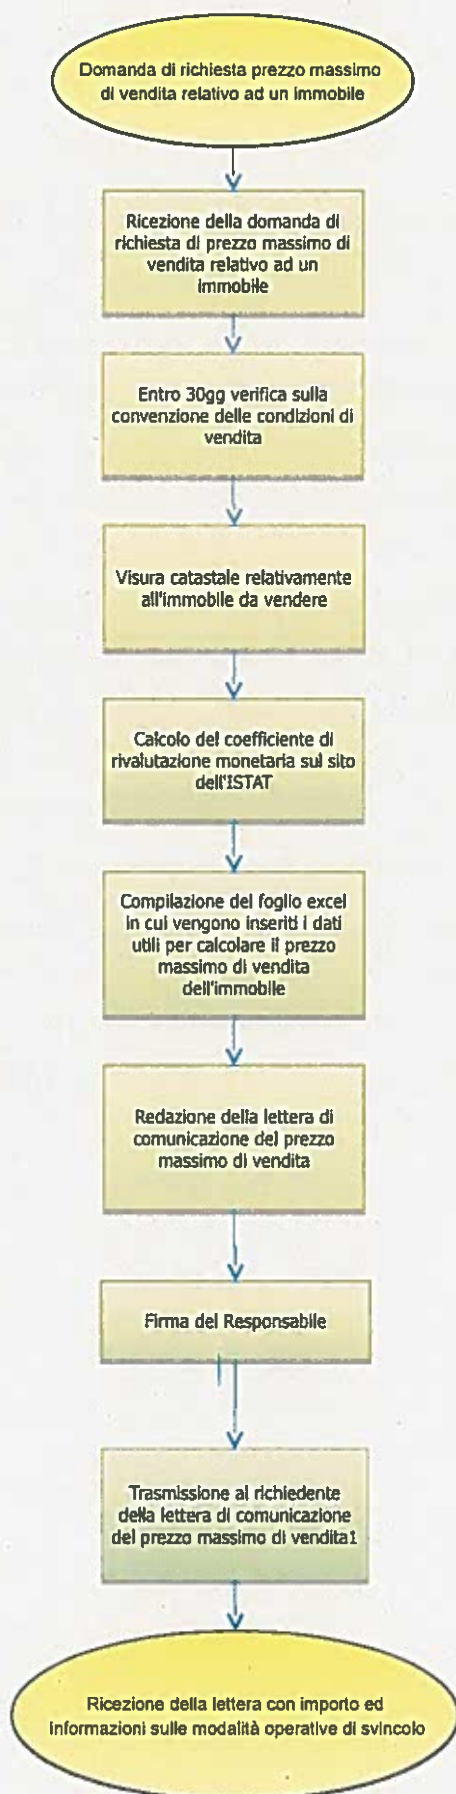 Domanda di richiesta prezzo massimo
di vendita relativo ad un immobile
Ricezione della domanda di
richiesta di prezzo massimo di
vendita relativo ad un
immobile
Entro 30gg verifica sulla
convenzione delle condizioni di
vendita
Visura catastale relativamente
all'immobile da vendere
Calcolo del coefficiente di
rivalutazione monetaria sul sito
dell'ISTAT
Compilazione del foglio excel
in cui vengono inseriti i dati
utili per calcolare il prezzo
massimo di vendita
dell'immobile
Redazione della lettera di
comunicazione del prezzo
massimo di vendita
Firma del Responsabile
Trasmissione al richiedente
della lettera di comunicazione
del prezzo massimo di vendita1
Ricezione della lettera con importo ed
informazioni sulle modalità operative di svincolo